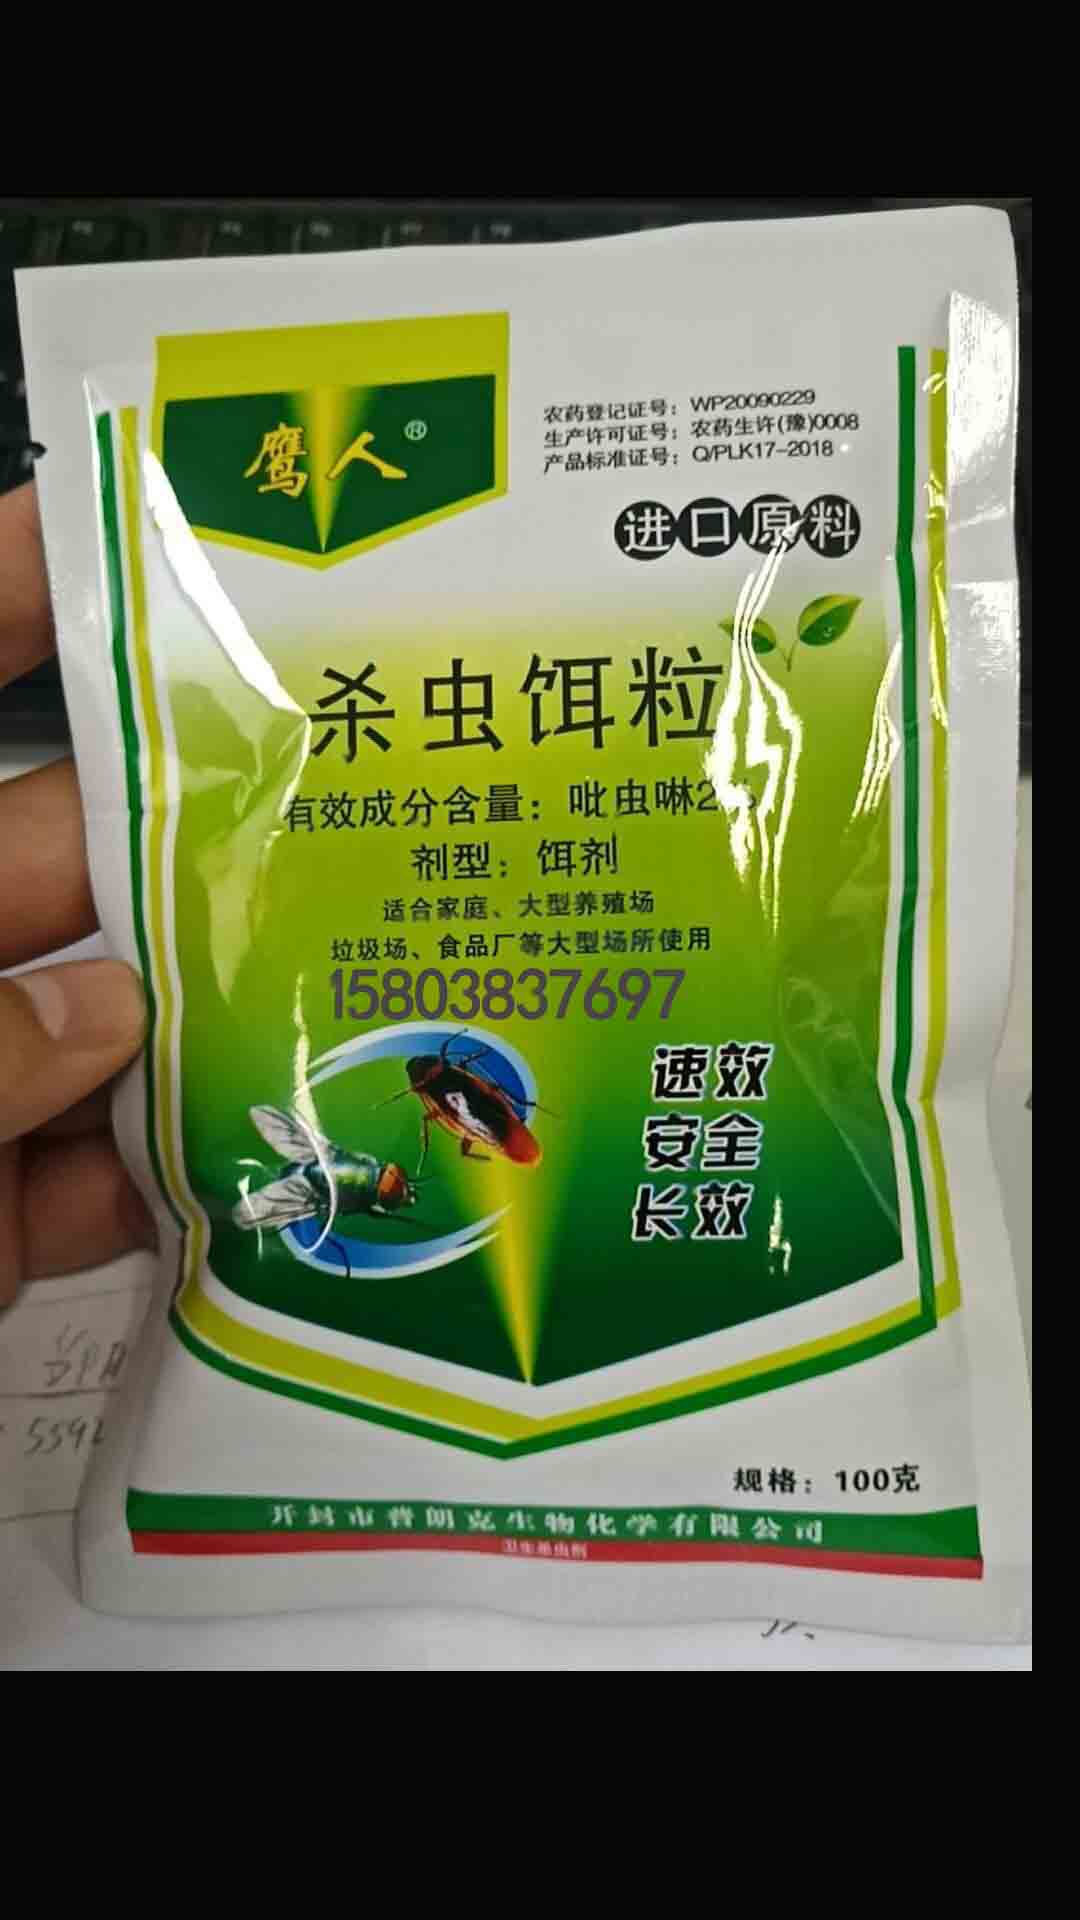 鹰人®
农药登记证号：WP20090229
生产许可证号：农药生许(豫)0008
产品标准证号：Q/PLK17-2018
进口原料
杀虫饵粒
有效成分含量：吡虫啉2%
剂型：饵剂
适合家庭、大型养殖场
垃圾场、食品厂等大型场所使用
15803837697
速效
安全
长效
规格：100克
开封市普朗克生物化学有限公司
卫生杀虫剂